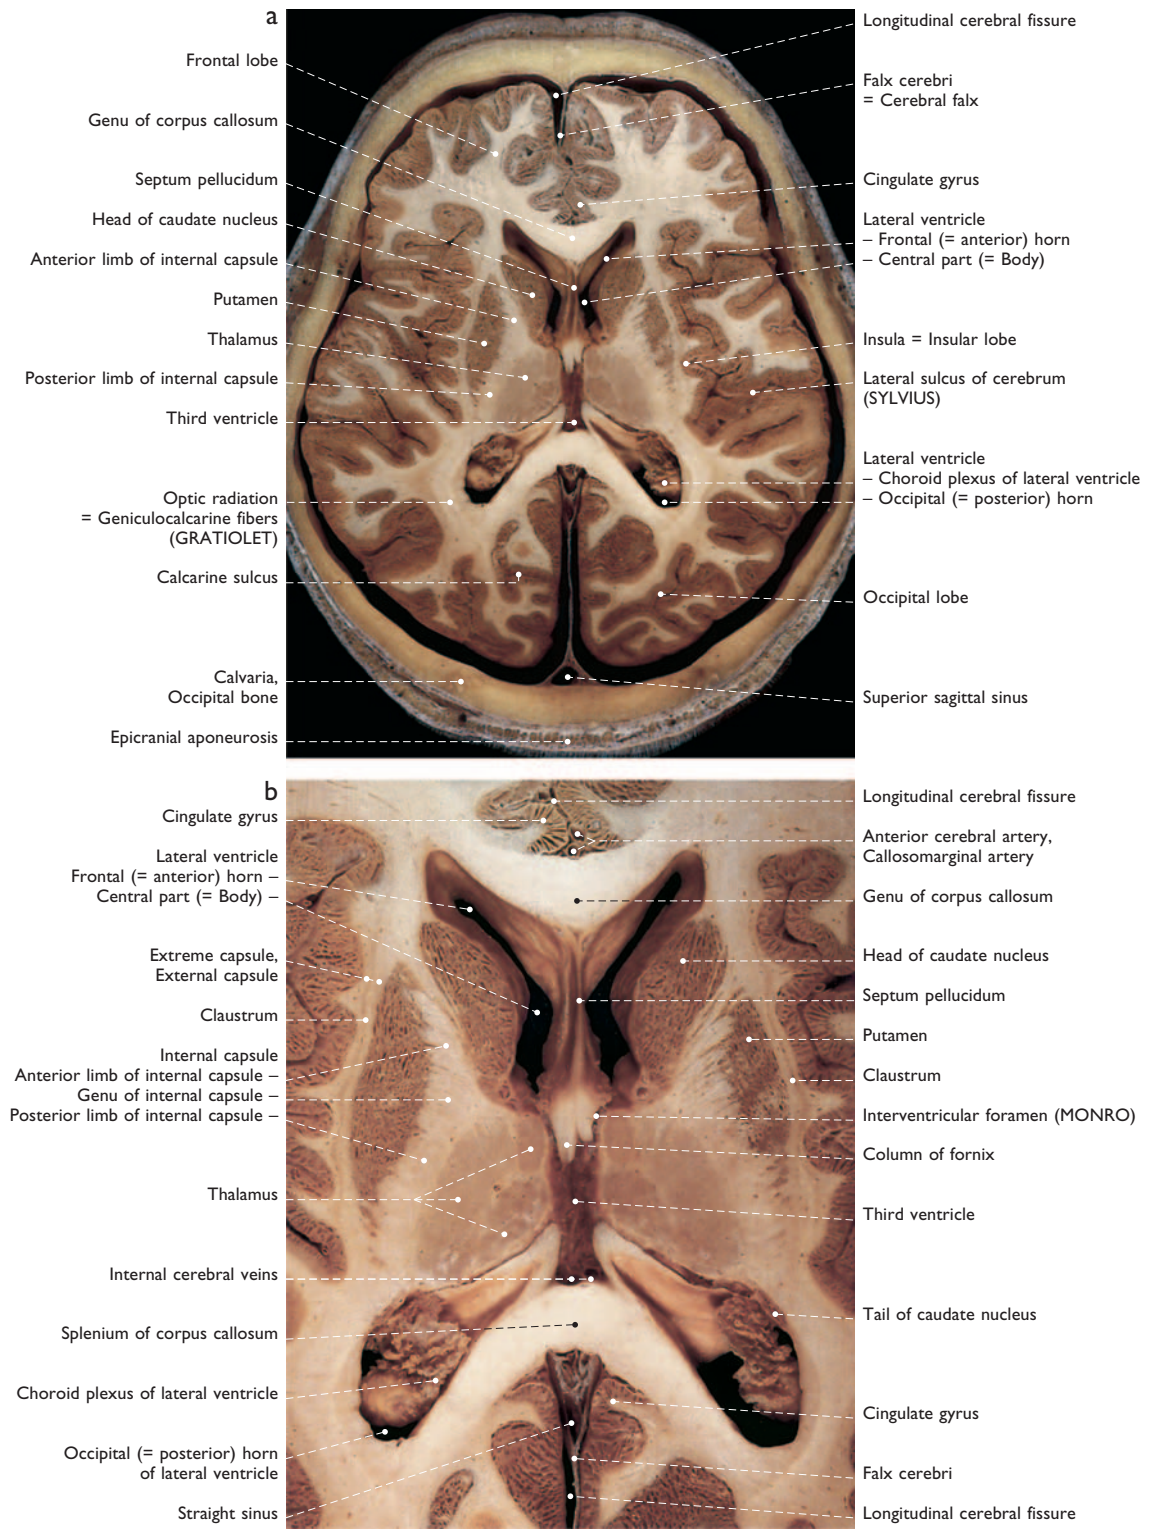 a
Frontal lobe
Genu of corpus callosum
Septum pellucidum
Head of caudate nucleus
Anterior limb of internal capsule
Putamen
Thalamus
Posterior limb of internal capsule
Third ventricle
Optic radiation
= Geniculocalcarine fibers
(GRATIOLET)
Calcarine sulcus
Calvaria,
Occipital bone
Epicranial aponeurosis
Longitudinal cerebral fissure
Falx cerebri
= Cerebral falx
Cingulate gyrus
Lateral ventricle
– Frontal (= anterior) horn
– Central part (= Body)
Insula = Insular lobe
Lateral sulcus of cerebrum
(SYLVIUS)
Lateral ventricle
– Choroid plexus of lateral ventricle
– Occipital (= posterior) horn
Occipital lobe
Superior sagittal sinus
b
Cingulate gyrus
Lateral ventricle
Frontal (= anterior) horn –
Central part (= Body) –
Extreme capsule,
External capsule
Claustrum
Internal capsule
Anterior limb of internal capsule –
Genu of internal capsule –
Posterior limb of internal capsule –
Thalamus
Internal cerebral veins
Splenium of corpus callosum
Choroid plexus of lateral ventricle
Occipital (= posterior) horn
of lateral ventricle
Straight sinus
Longitudinal cerebral fissure
Anterior cerebral artery,
Callosomarginal artery
Genu of corpus callosum
Head of caudate nucleus
Septum pellucidum
Putamen
Claustrum
Interventricular foramen (MONRO)
Column of fornix
Third ventricle
Tail of caudate nucleus
Cingulate gyrus
Falx cerebri
Longitudinal cerebral fissure